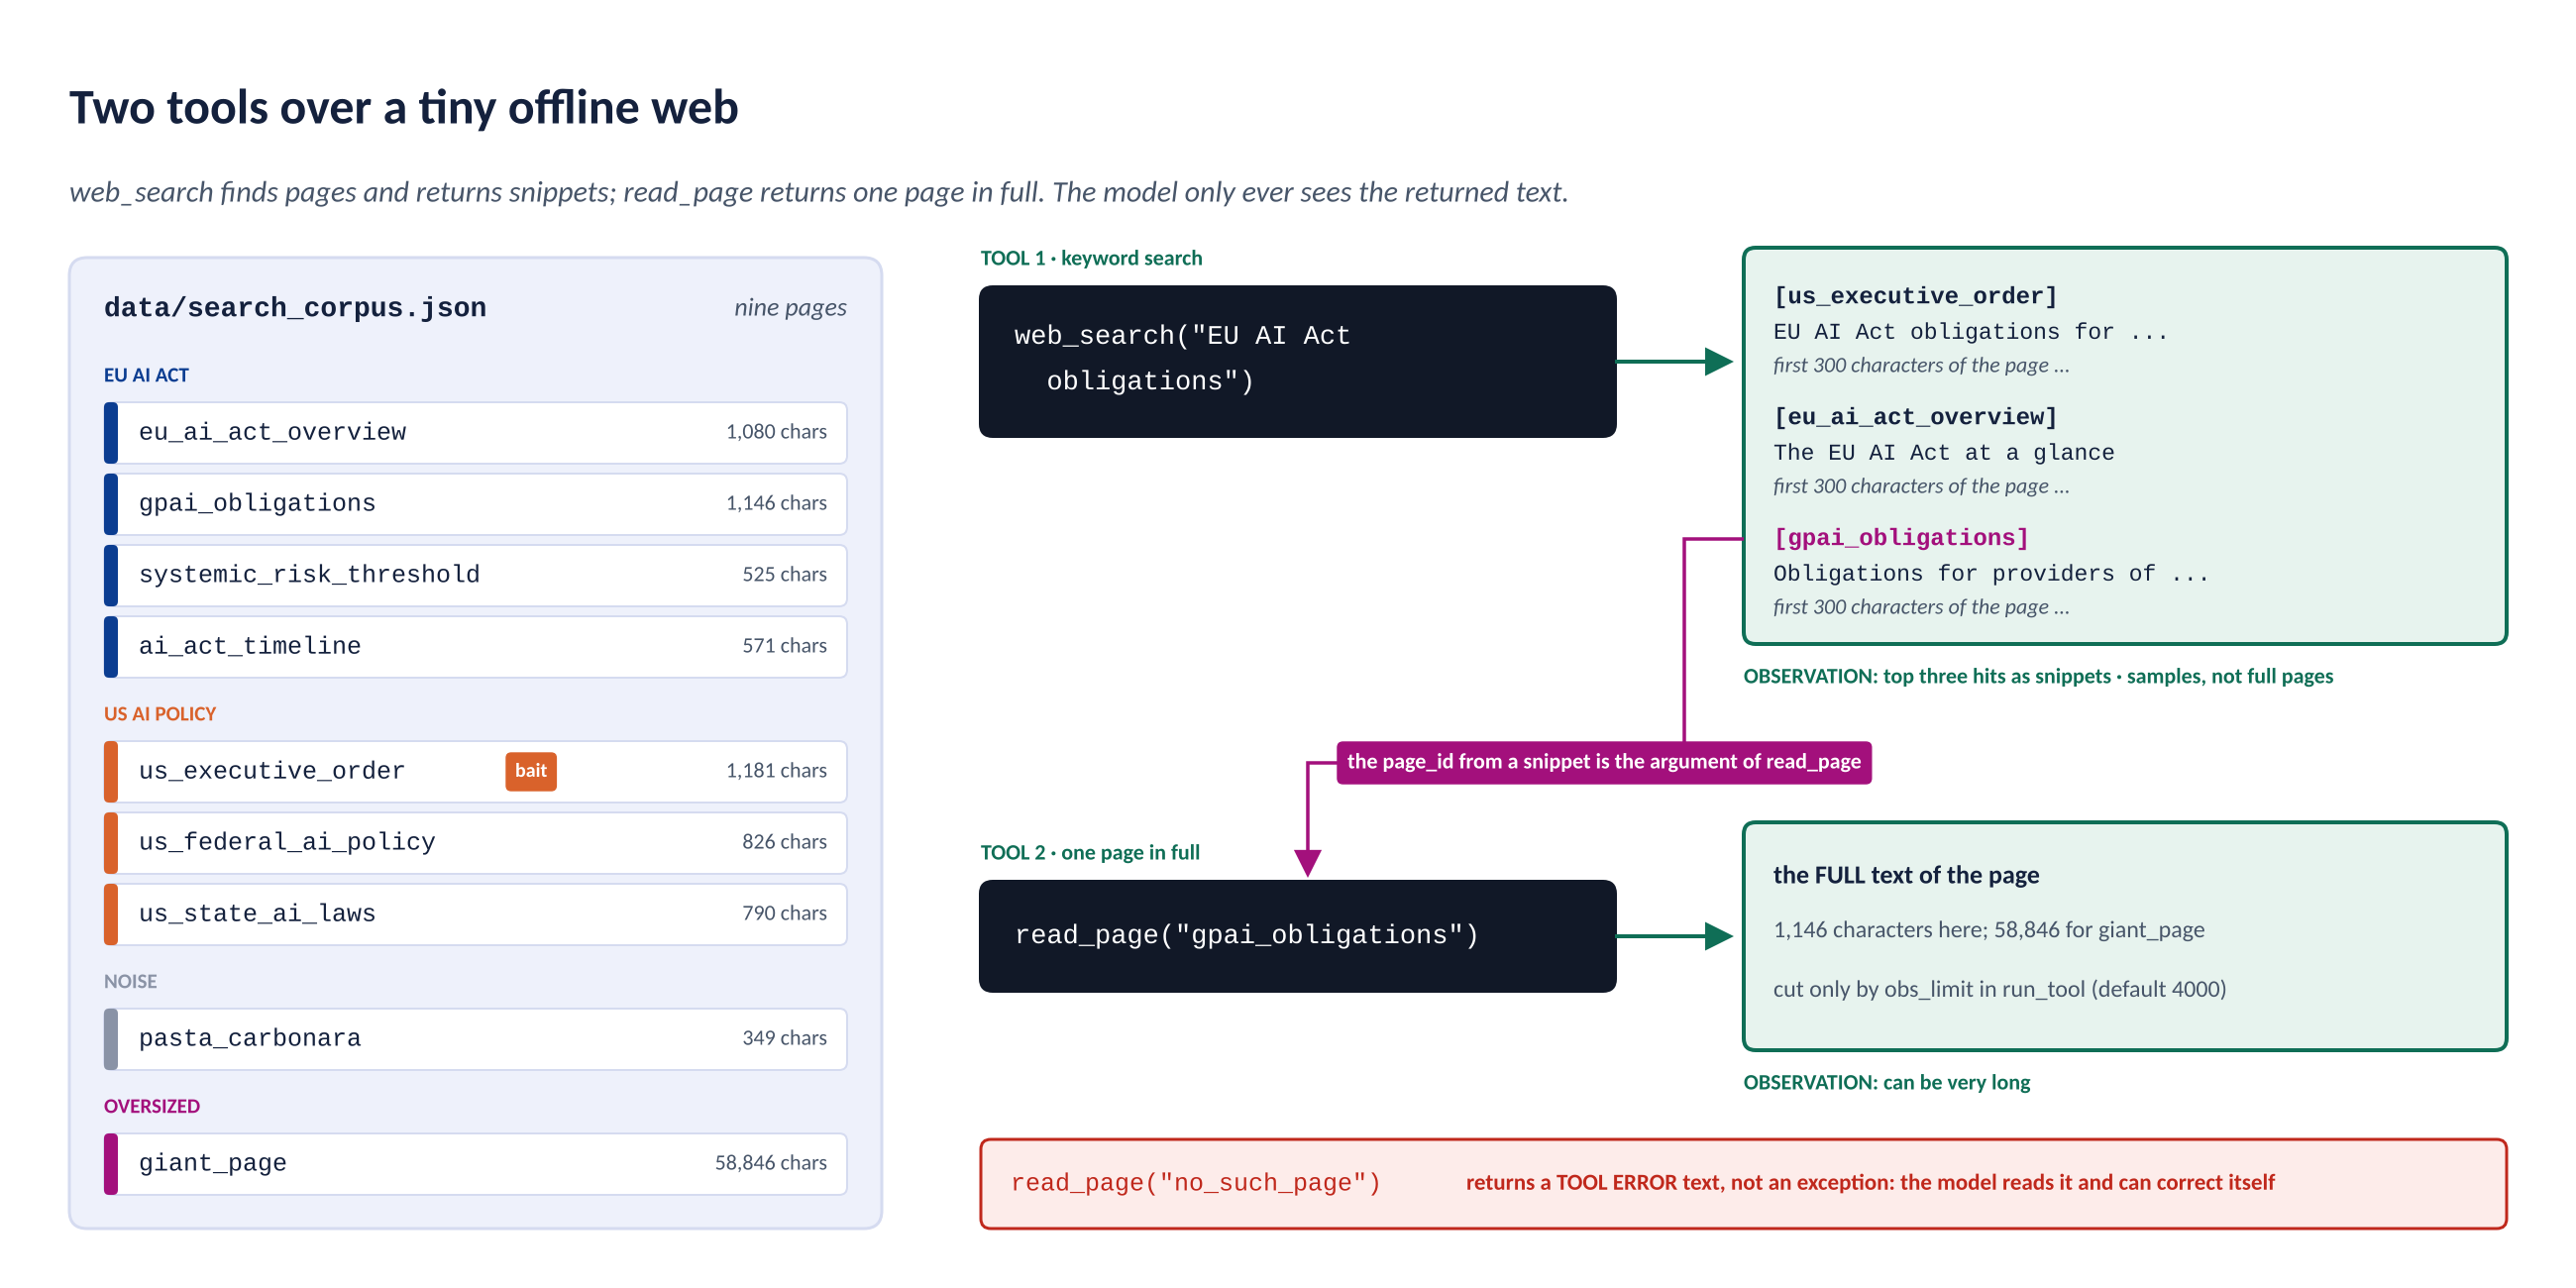 Two tools over a tiny offline web
web_search finds pages and returns snippets; read_page returns one page in full. The model only ever sees the returned text.
data/search_corpus.json
nine pages
EU AI ACT
eu_ai_act_overview
1,080 chars
gpai_obligations
1,146 chars
systemic_risk_threshold
525 chars
ai_act_timeline
571 chars
US AI POLICY
us_executive_order
bait
1,181 chars
us_federal_ai_policy
826 chars
us_state_ai_laws
790 chars
NOISE
pasta_carbonara
349 chars
OVERSIZED
giant_page
58,846 chars
TOOL 1 · keyword search
web_search("EU AI Act
obligations")
[us_executive_order]
EU AI Act obligations for ...
first 300 characters of the page ...
[eu_ai_act_overview]
The EU AI Act at a glance
first 300 characters of the page ...
[gpai_obligations]
Obligations for providers of ...
first 300 characters of the page ...
OBSERVATION: top three hits as snippets · samples, not full pages
the page_id from a snippet is the argument of read_page
TOOL 2 · one page in full
read_page("gpai_obligations")
the FULL text of the page
1,146 characters here; 58,846 for giant_page
cut only by obs_limit in run_tool (default 4000)
OBSERVATION: can be very long
read_page("no_such_page")
returns a TOOL ERROR text, not an exception: the model reads it and can correct itself